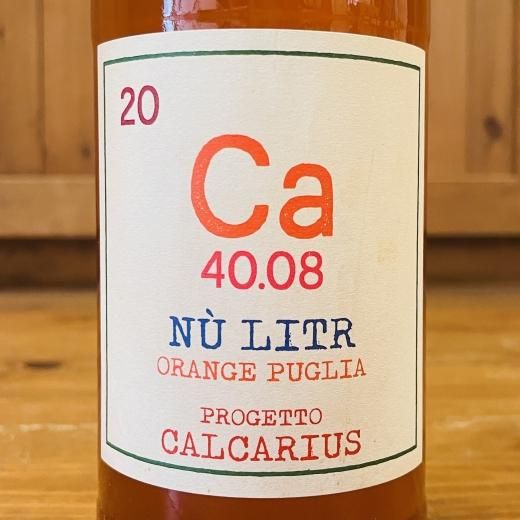 20
Ca
40.08
NÙ LITR
ORANGE PUGLIA
PROGETTO
CALCARIUS